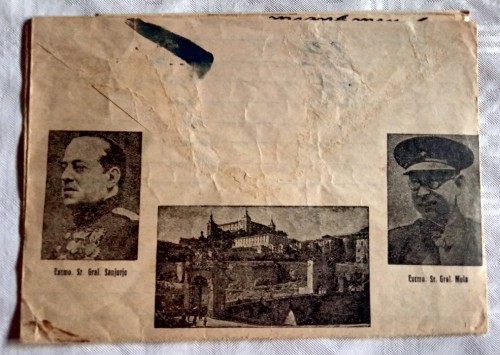 Excmo. Sr. Gral. Sanjurjo
Excmo. Sr. Gral. Mola